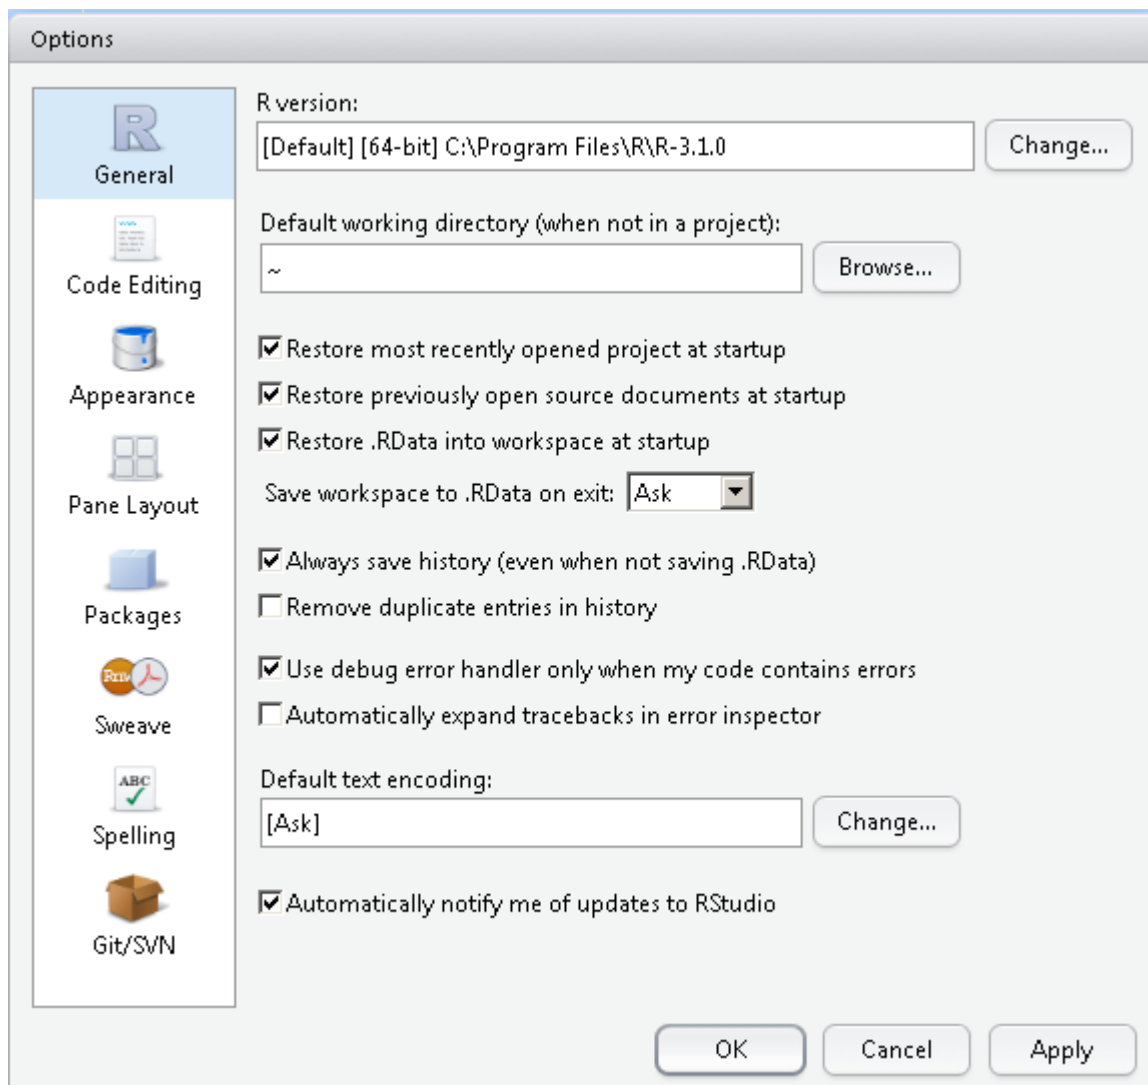 Options
R
General
Code Editing
Appearance
Pane Layout
Packages
Rnw
Sweave
ABC
Spelling
Git/SVN
R version:
[Default] [64-bit] C:\Program Files\R\R-3.1.0
Change...
Default working directory (when not in a project):
~
Browse...
Restore most recently opened project at startup
Restore previously open source documents at startup
Restore .RData into workspace at startup
Save workspace to .RData on exit: Ask
Always save history (even when not saving .RData)
Remove duplicate entries in history
Use debug error handler only when my code contains errors
Automatically expand tracebacks in error inspector
Default text encoding:
[Ask]
Change...
Automatically notify me of updates to RStudio
OK
Cancel
Apply